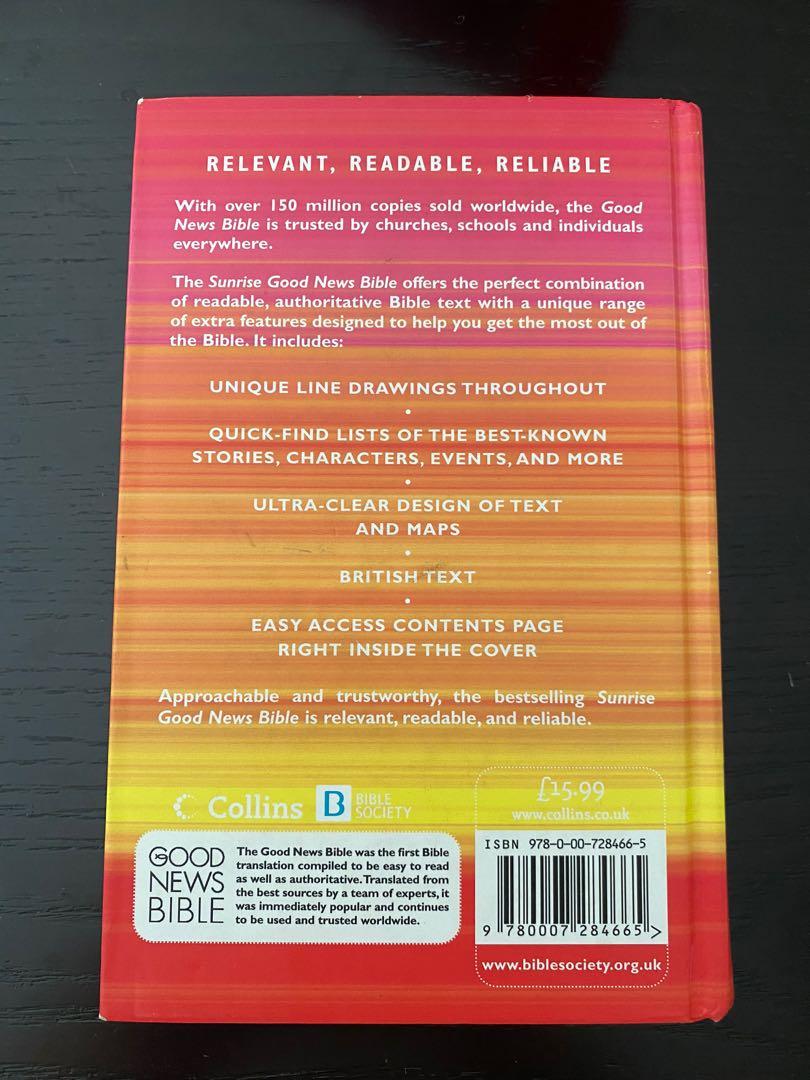 RELEVANT, READABLE, RELIABLE
With over 150 million copies sold worldwide, the Good
News Bible is trusted by churches, schools and individuals
everywhere.
The Sunrise Good News Bible offers the perfect combination
of readable, authoritative Bible text with a unique range
of extra features designed to help you get the most out of
the Bible. It includes:
UNIQUE LINE DRAWINGS THROUGHOUT
•
QUICK-FIND LISTS OF THE BEST-KNOWN
STORIES, CHARACTERS, EVENTS, AND MORE
•
ULTRA-CLEAR DESIGN OF TEXT
AND MAPS
•
BRITISH TEXT
•
EASY ACCESS CONTENTS PAGE
RIGHT INSIDE THE COVER
Approachable and trustworthy, the bestselling Sunrise
Good News Bible is relevant, readable, and reliable.
Collins
B
BIBLE
SOCIETY
GOOD
NEWS
BIBLE
The Good News Bible was the first Bible
translation compiled to be easy to read
as well as authoritative. Translated from
the best sources by a team of experts, it
was immediately popular and continues
to be used and trusted worldwide.
£15.99
www.collins.co.uk
ISBN 978-0-00-728466-5
9 780007 284665 >
www.biblesociety.org.uk